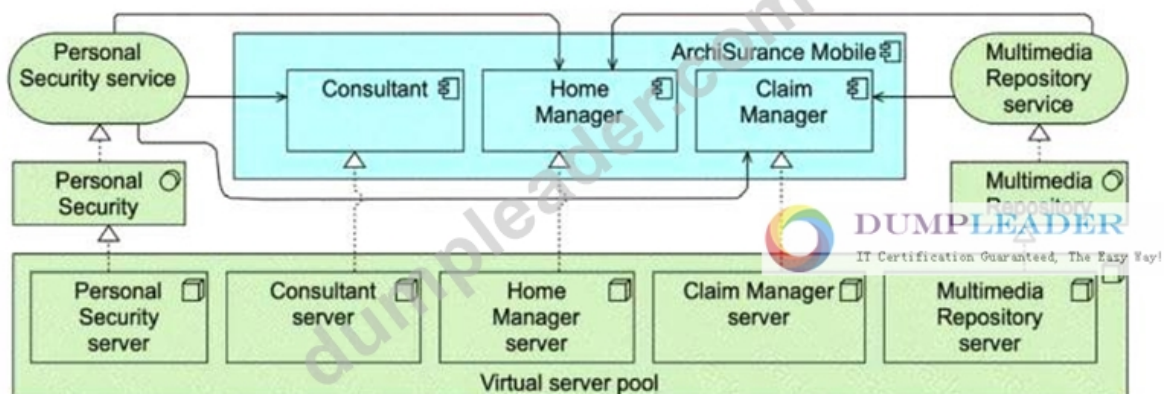 Personal
Security service
ArchiSurance Mobile
Multimedia
Repository
service
Consultant
Home
Manager
Claim
Manager
Personal
Security
Multimedia
Repository
DUMPLEADER
IT Certification Guaranteed, The Easy Way!
Personal
Security
server
Consultant
server
Home
Manager
server
Claim Manager
server
Multimedia
Repository
server
Virtual server pool
dumpleader.com